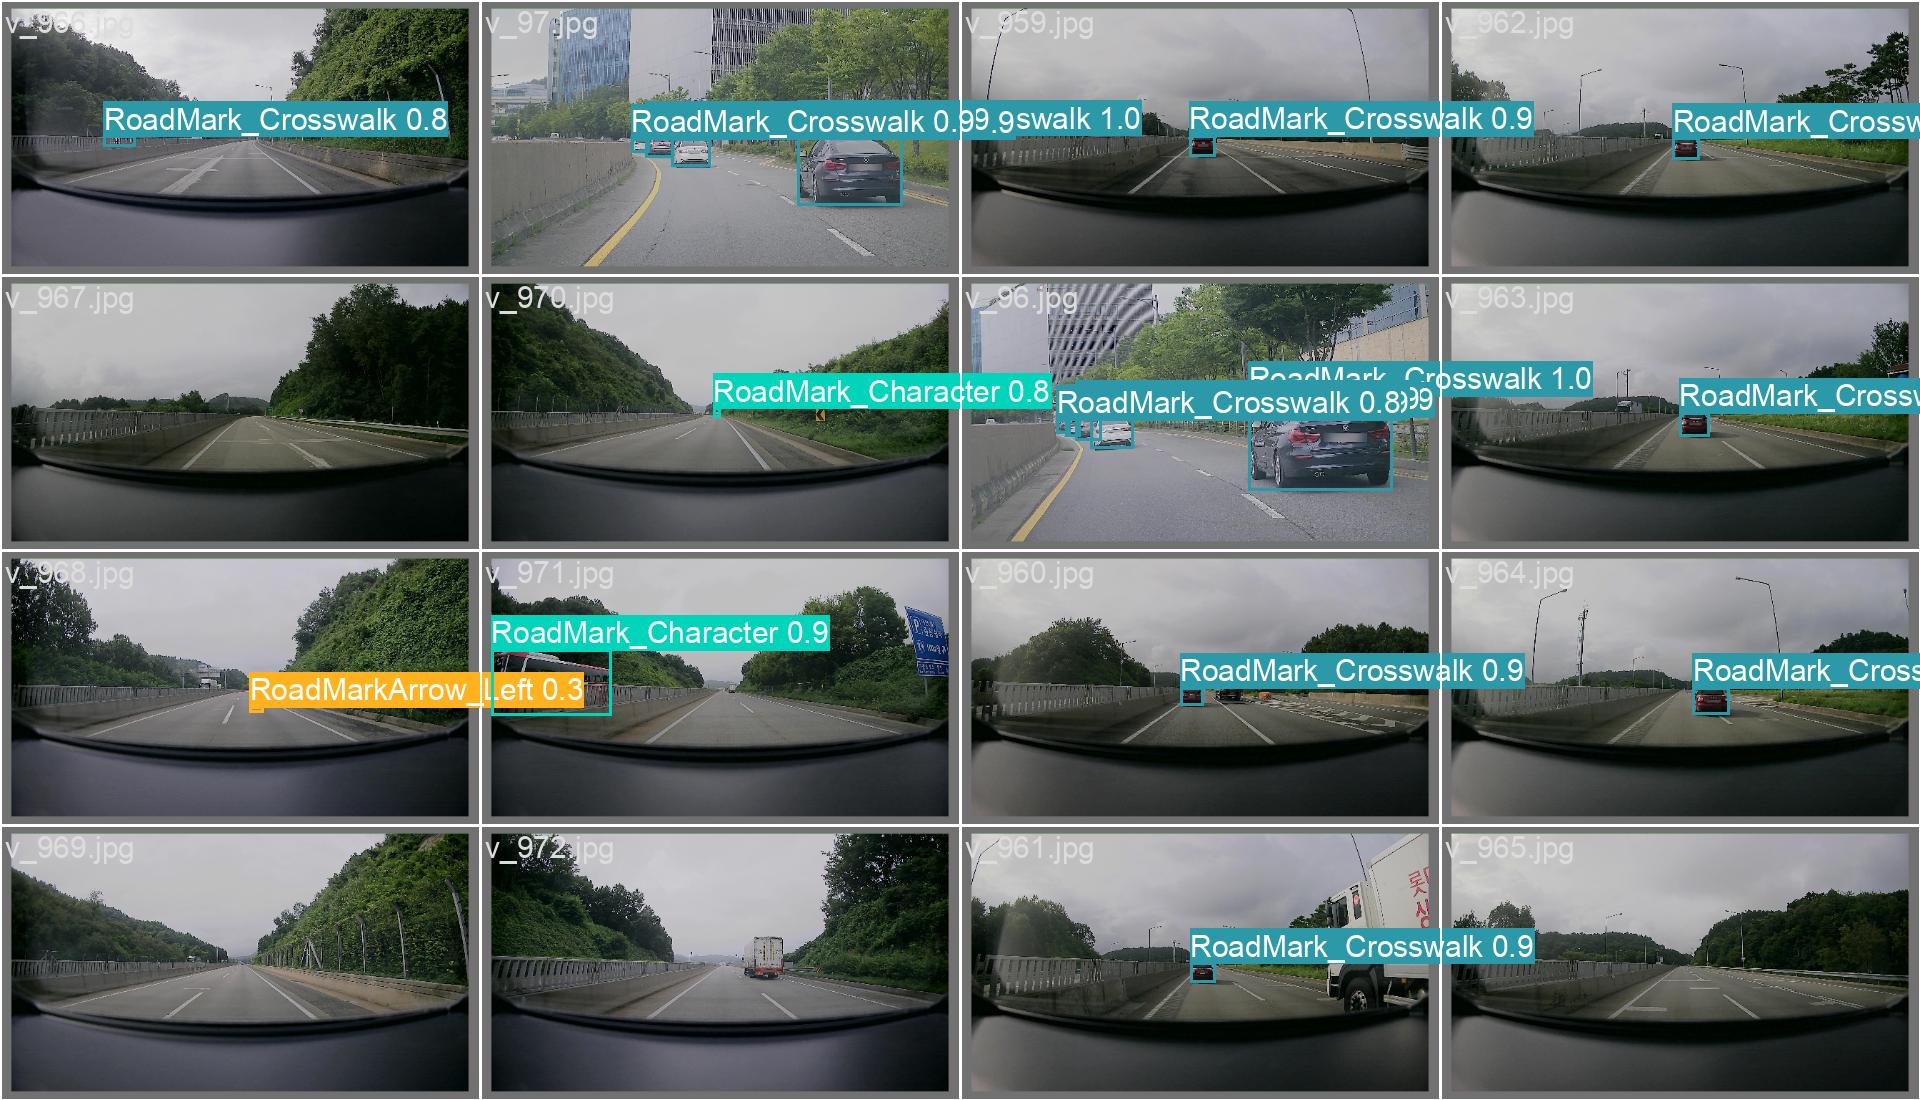 v_966.jpg
RoadMark_Crosswalk 0.8
v_97.jpg
RoadMark_Crosswalk 0.9
9.9
v_959.jpg
swalk 1.0
RoadMark_Crosswalk 0.9
v_962.jpg
RoadMark_Crossw
v_967.jpg
v_970.jpg
RoadMark_Character 0.8
v_96.jpg
RoadMark_Crosswalk 1.0
RoadMark_Crosswalk 0.8
v_963.jpg
RoadMark_Crossw
v_968.jpg
RoadMarkArrow_Left 0.3
v_971.jpg
RoadMark_Character 0.9
P
v_960.jpg
RoadMark_Crosswalk 0.9
v_964.jpg
RoadMark_Cross
v_969.jpg
v_972.jpg
v_961.jpg
RoadMark_Crosswalk 0.9
v_965.jpg